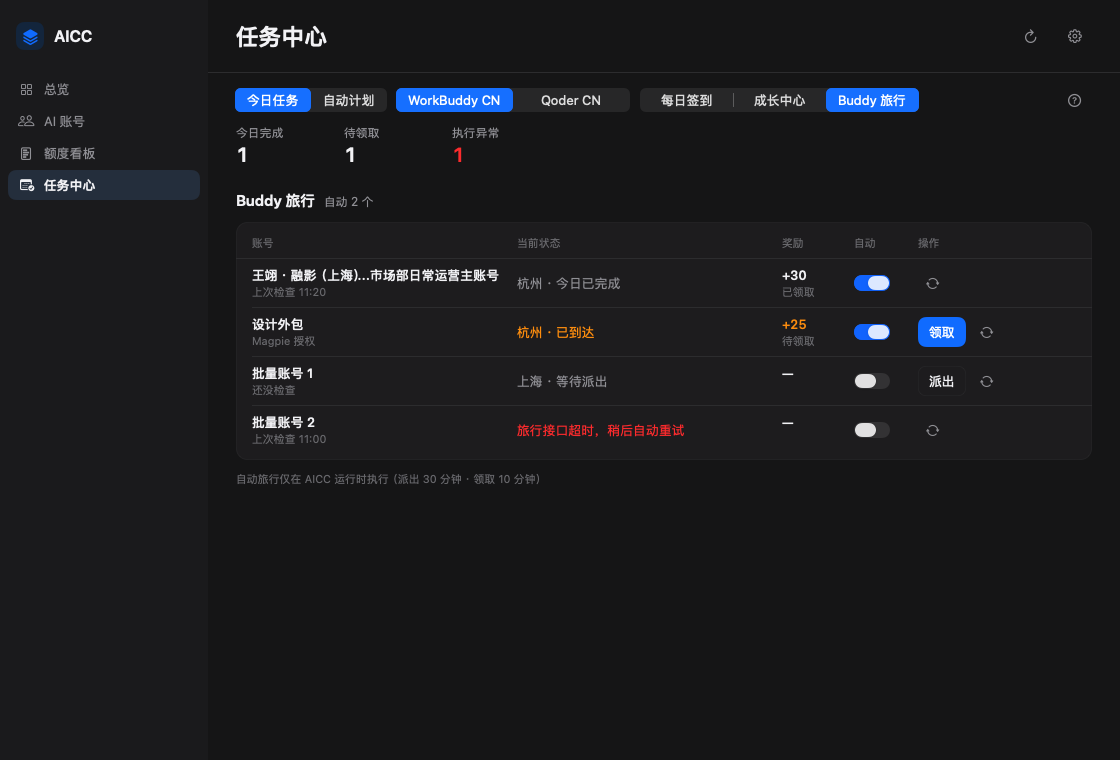 AICC
总览
AI 账号
额度看板
任务中心
任务中心
今日任务 自动计划 WorkBuddy CN Qoder CN 每日签到 成长中心 Buddy 旅行
今日完成 待领取 执行异常
1 1 1
Buddy 旅行 自动 2 个
账号 当前状态 奖励 自动 操作
王翊 · 融影 (上海)...市场部日常运营主账号
上次检查 11:20
杭州 · 今日已完成
+30
已领取
设计外包
Magpie 授权
杭州 · 已到达
+25
待领取
领取
批量账号 1
还没检查
上海 · 等待派出
—
派出
批量账号 2
上次检查 11:00
旅行接口超时，稍后自动重试
—
自动旅行仅在 AICC 运行时执行 (派出 30 分钟 · 领取 10 分钟)